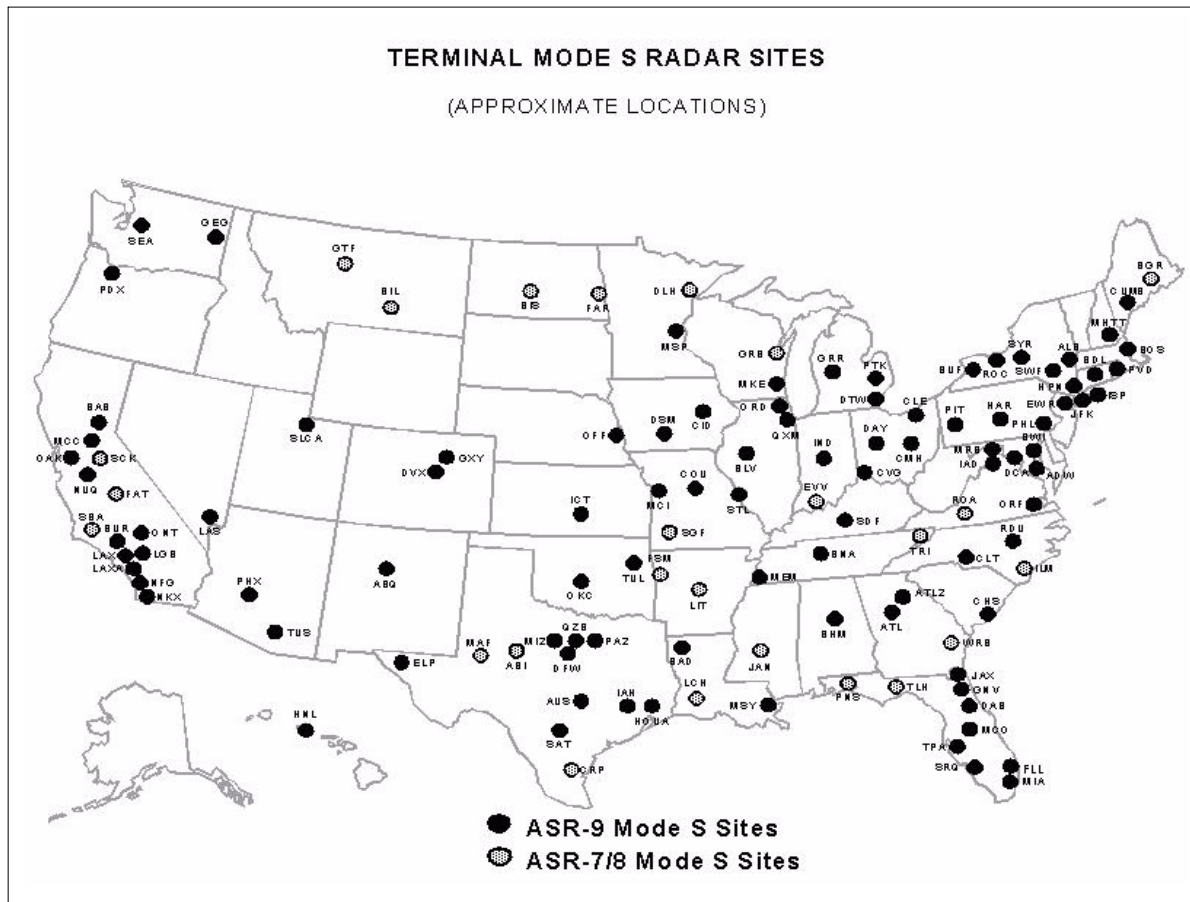 TERMINAL MODE S RADAR SITES
(APPROXIMATE LOCATIONS)
SEA
GEG
PDX
GTF
BIL
BIS
FAR
DLH
MSP
GRB
MKE
GRR
PTK
DTW
ORD
QXM
BGR
CUMB
MHTT
ALB
SYR
BUF
ROC
SWF
BDL
BOS
PVD
HPN
ISP
EWR
JFK
BAB
MCC
OAK
SCK
NUQ
FAT
SBA
BUR
ONT
LAX
LGB
LAXA
NFG
NKX
LAS
SLCA
GXY
DVX
PHX
TUS
ABQ
ELP
OFF
DSM
CID
BLV
COU
MCI
STL
ICT
SGF
IND
DAY
CMH
CVG
CLE
EVV
SDF
PIT
HAR
PHL
MRB
BWI
IAD
DCA
ADW
ROA
ORF
RDU
TRI
CLT
ILM
BNA
MEM
FSM
TUL
OKC
LIT
ATLZ
ATL
CHS
BHM
WRB
JAN
MAF
ABI
MIZ
QZB
PAZ
DFW
BAD
LCH
MSY
PNS
TLH
JAX
GNV
DAB
MCO
TPA
SRQ
FLL
MIA
AUS
IAH
HOUA
SAT
CRP
HNL
ASR-9 Mode S Sites
ASR-7/8 Mode S Sites